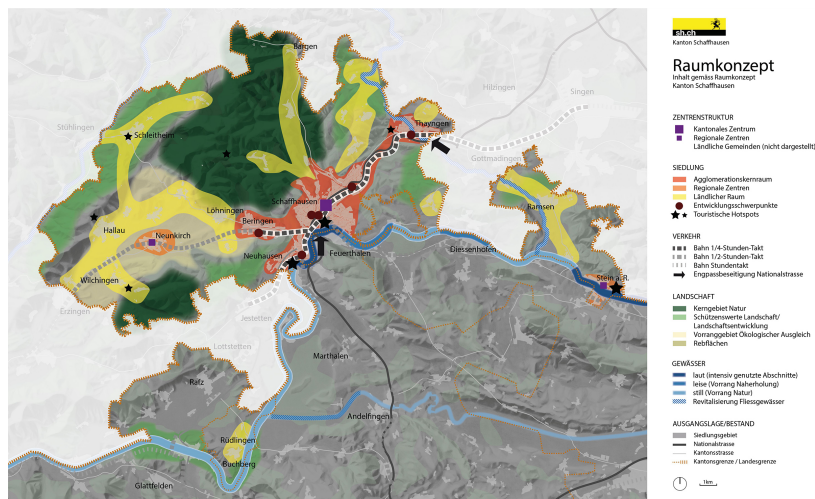 sh.ch
Kanton Schaffhausen
Raumkonzept
Inhalt gemäss Raumkonzept
Kanton Schaffhausen
ZENTRENSTRUKTUR
Kantonales Zentrum
Regionale Zentren
Ländliche Gemeinden (nicht dargestellt)
SIEDLUNG
Agglomerationskernraum
Regionale Zentren
Ländlicher Raum
Entwicklungsschwerpunkte
Touristische Hotspots
VERKEHR
Bahn 1/4-Stunden-Takt
Bahn 1/2-Stunden-Takt
Bahn Stundentakt
Engpassbeseitigung Nationalstrasse
LANDSCHAFT
Kerngebiet Natur
Schützenswerte Landschaft/
Landschaftsentwicklung
Vorranggebiet Ökologischer Ausgleich
Rebflächen
GEWÄSSER
laut (intensiv genutzte Abschnitte)
leise (Vorrang Naherholung)
still (Vorrang Natur)
Revitalisierung Fliessgewässer
AUSGANGSLAGE/BESTAND
Siedlungsgebiet
Nationalstrasse
Kantonsstrasse
Kantonsgrenze / Landesgrenze
1km
Bargen
Hilzingen
Singen
Stühlingen
Schleitheim
Thayngen
Gottmadingen
Schaffhausen
Löhningen
Beringen
Ramsen
Hallau
Neunkirch
Neuhausen
Feuerthalen
Diessenhofen
Wilchingen
Stein a. R.
Erzingen
Jestetten
Lottstetten
Marthalen
Rafz
Andelfingen
Rüdlingen
Buchberg
Glattfelden